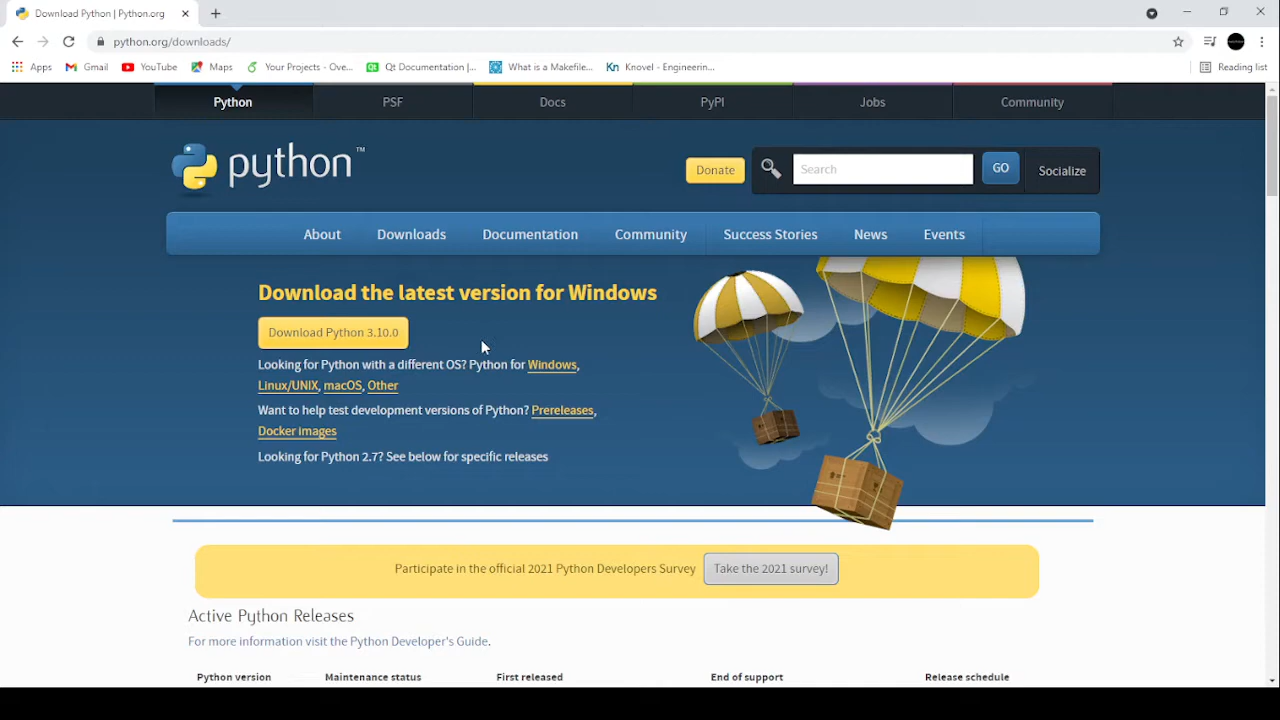 Download Python | Python.org
python.org/downloads/
Apps Gmail YouTube Maps Your Projects - Ove... Qt Documentation |... What is a Makefile... Knovel - Engineerin... Reading list
Python PSF Docs PyPI Jobs Community
python™
Donate Search GO Socialize
About Downloads Documentation Community Success Stories News Events
Download the latest version for Windows
Download Python 3.10.0
Looking for Python with a different OS? Python for Windows,
Linux/UNIX, macOS, Other
Want to help test development versions of Python? Prereleases,
Docker images
Looking for Python 2.7? See below for specific releases
Participate in the official 2021 Python Developers Survey Take the 2021 survey!
Active Python Releases
For more information visit the Python Developer's Guide.
Python version Maintenance status First released End of support Release schedule